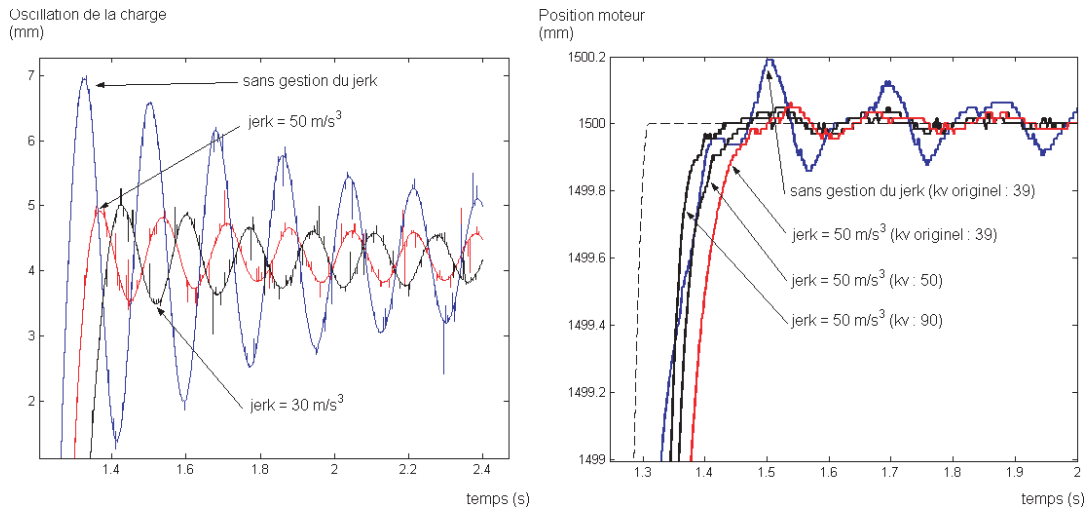 Oscillation de la charge
(mm)
7
6
5
4
3
2
sans gestion du jerk
jerk = 50 m/s³
jerk = 30 m/s³
1.4
1.6
1.8
2
2.2
2.4
temps (s)
Position moteur
(mm)
1500.2
1500
1499.8
1499.6
1499.4
1499.2
1499
sans gestion du jerk (kv originel : 39)
jerk = 50 m/s³ (kv originel : 39)
jerk = 50 m/s³ (kv : 50)
jerk = 50 m/s³ (kv : 90)
1.3
1.4
1.5
1.6
1.7
1.8
1.9
2
temps (s)